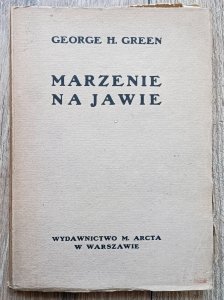 GEORGE H. GREEN
MARZENIE
NA JAWIE
WYDAWNICTWO M. ARCTA
W WARSZAWIE